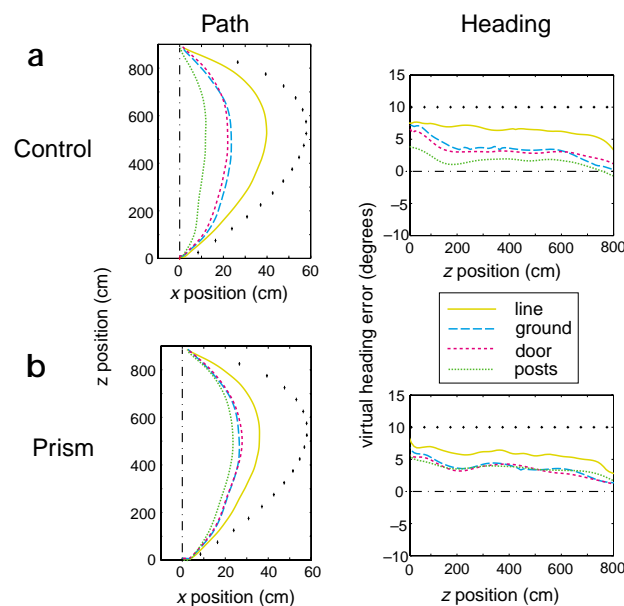 Path
Heading
a
Control
800
600
400
200
0
0 20 40 60
x position (cm)
15
10
5
0
−5
−10
0 200 400 600 800
z position (cm)
z position (cm)
virtual heading error (degrees)
line
ground
door
posts
b
Prism
800
600
400
200
0
0 20 40 60
x position (cm)
15
10
5
0
−5
−10
0 200 400 600 800
z position (cm)